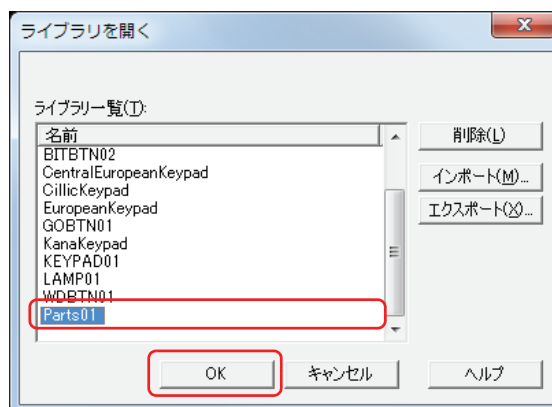 ライブラリを開く
ライブラリ一覧(T):
名前
BITBTN02
CentralEuropeanKeypad
CillicKeypad
EuropeanKeypad
GOBTN01
KanaKeypad
KEYPAD01
LAMP01
WDBTN01
Parts01
削除(L)
インポート(M)...
エクスポート(X)...
OK
キャンセル
ヘルプ